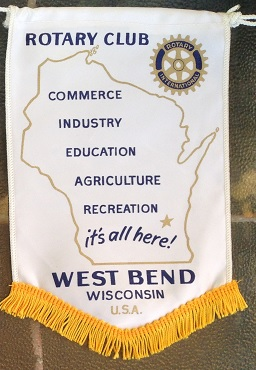 ROTARY CLUB
ROTARY
INTERNATIONAL
COMMERCE
INDUSTRY
EDUCATION
AGRICULTURE
RECREATION
it's all here!
WEST BEND
WISCONSIN
U.S.A.